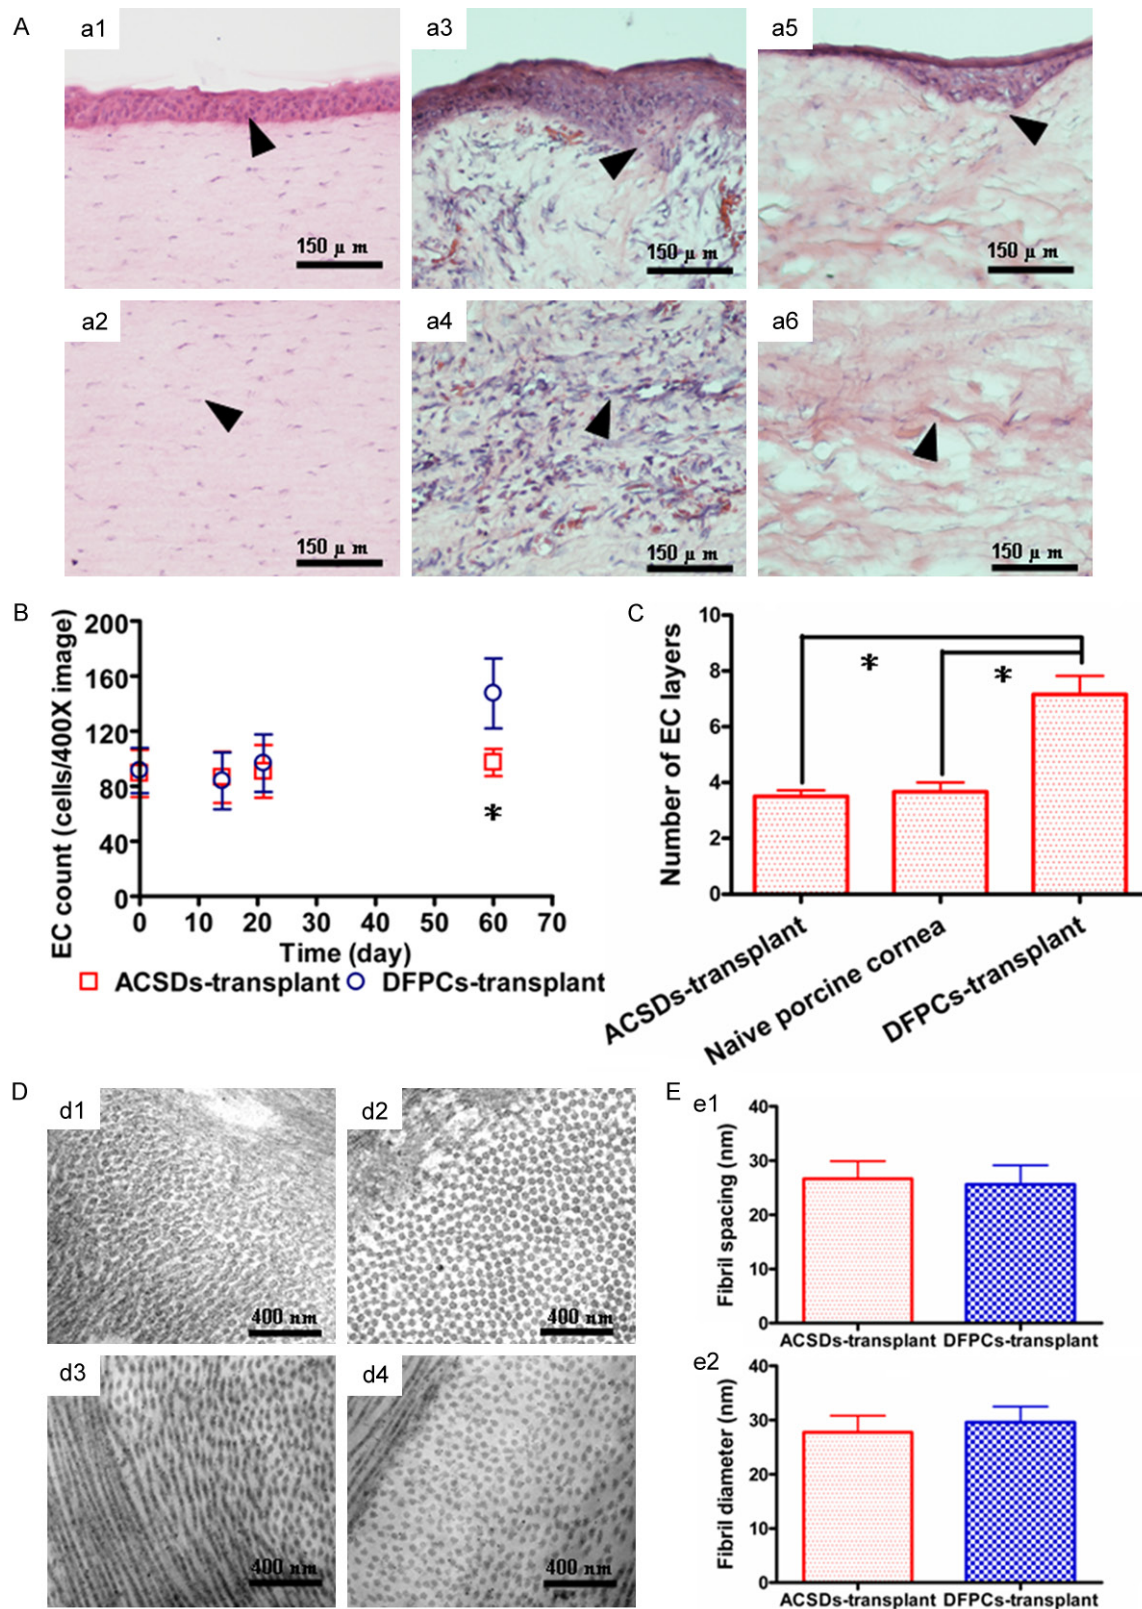 A
a1
a3
a5
150 µ m
150 µ m
150 µ m
a2
a4
a6
150 µ m
150 µ m
150 µ m
B
EC count (cells/400X image)
200
160
120
80
40
0
0 10 20 30 40 50 60 70
*
Time (day)
ACSDs-transplant DFPCs-transplant
C
Number of EC layers
10
8
6
4
2
0
* *
ACSDs-transplant
Naive porcine cornea
DFPCs-transplant
D
d1
d2
400 nm
400 nm
d3
d4
400 nm
400 nm
E
e1
Fibril spacing (nm)
40
30
20
10
0
ACSDs-transplant DFPCs-transplant
e2
Fibril diameter (nm)
40
30
20
10
0
ACSDs-transplant DFPCs-transplant